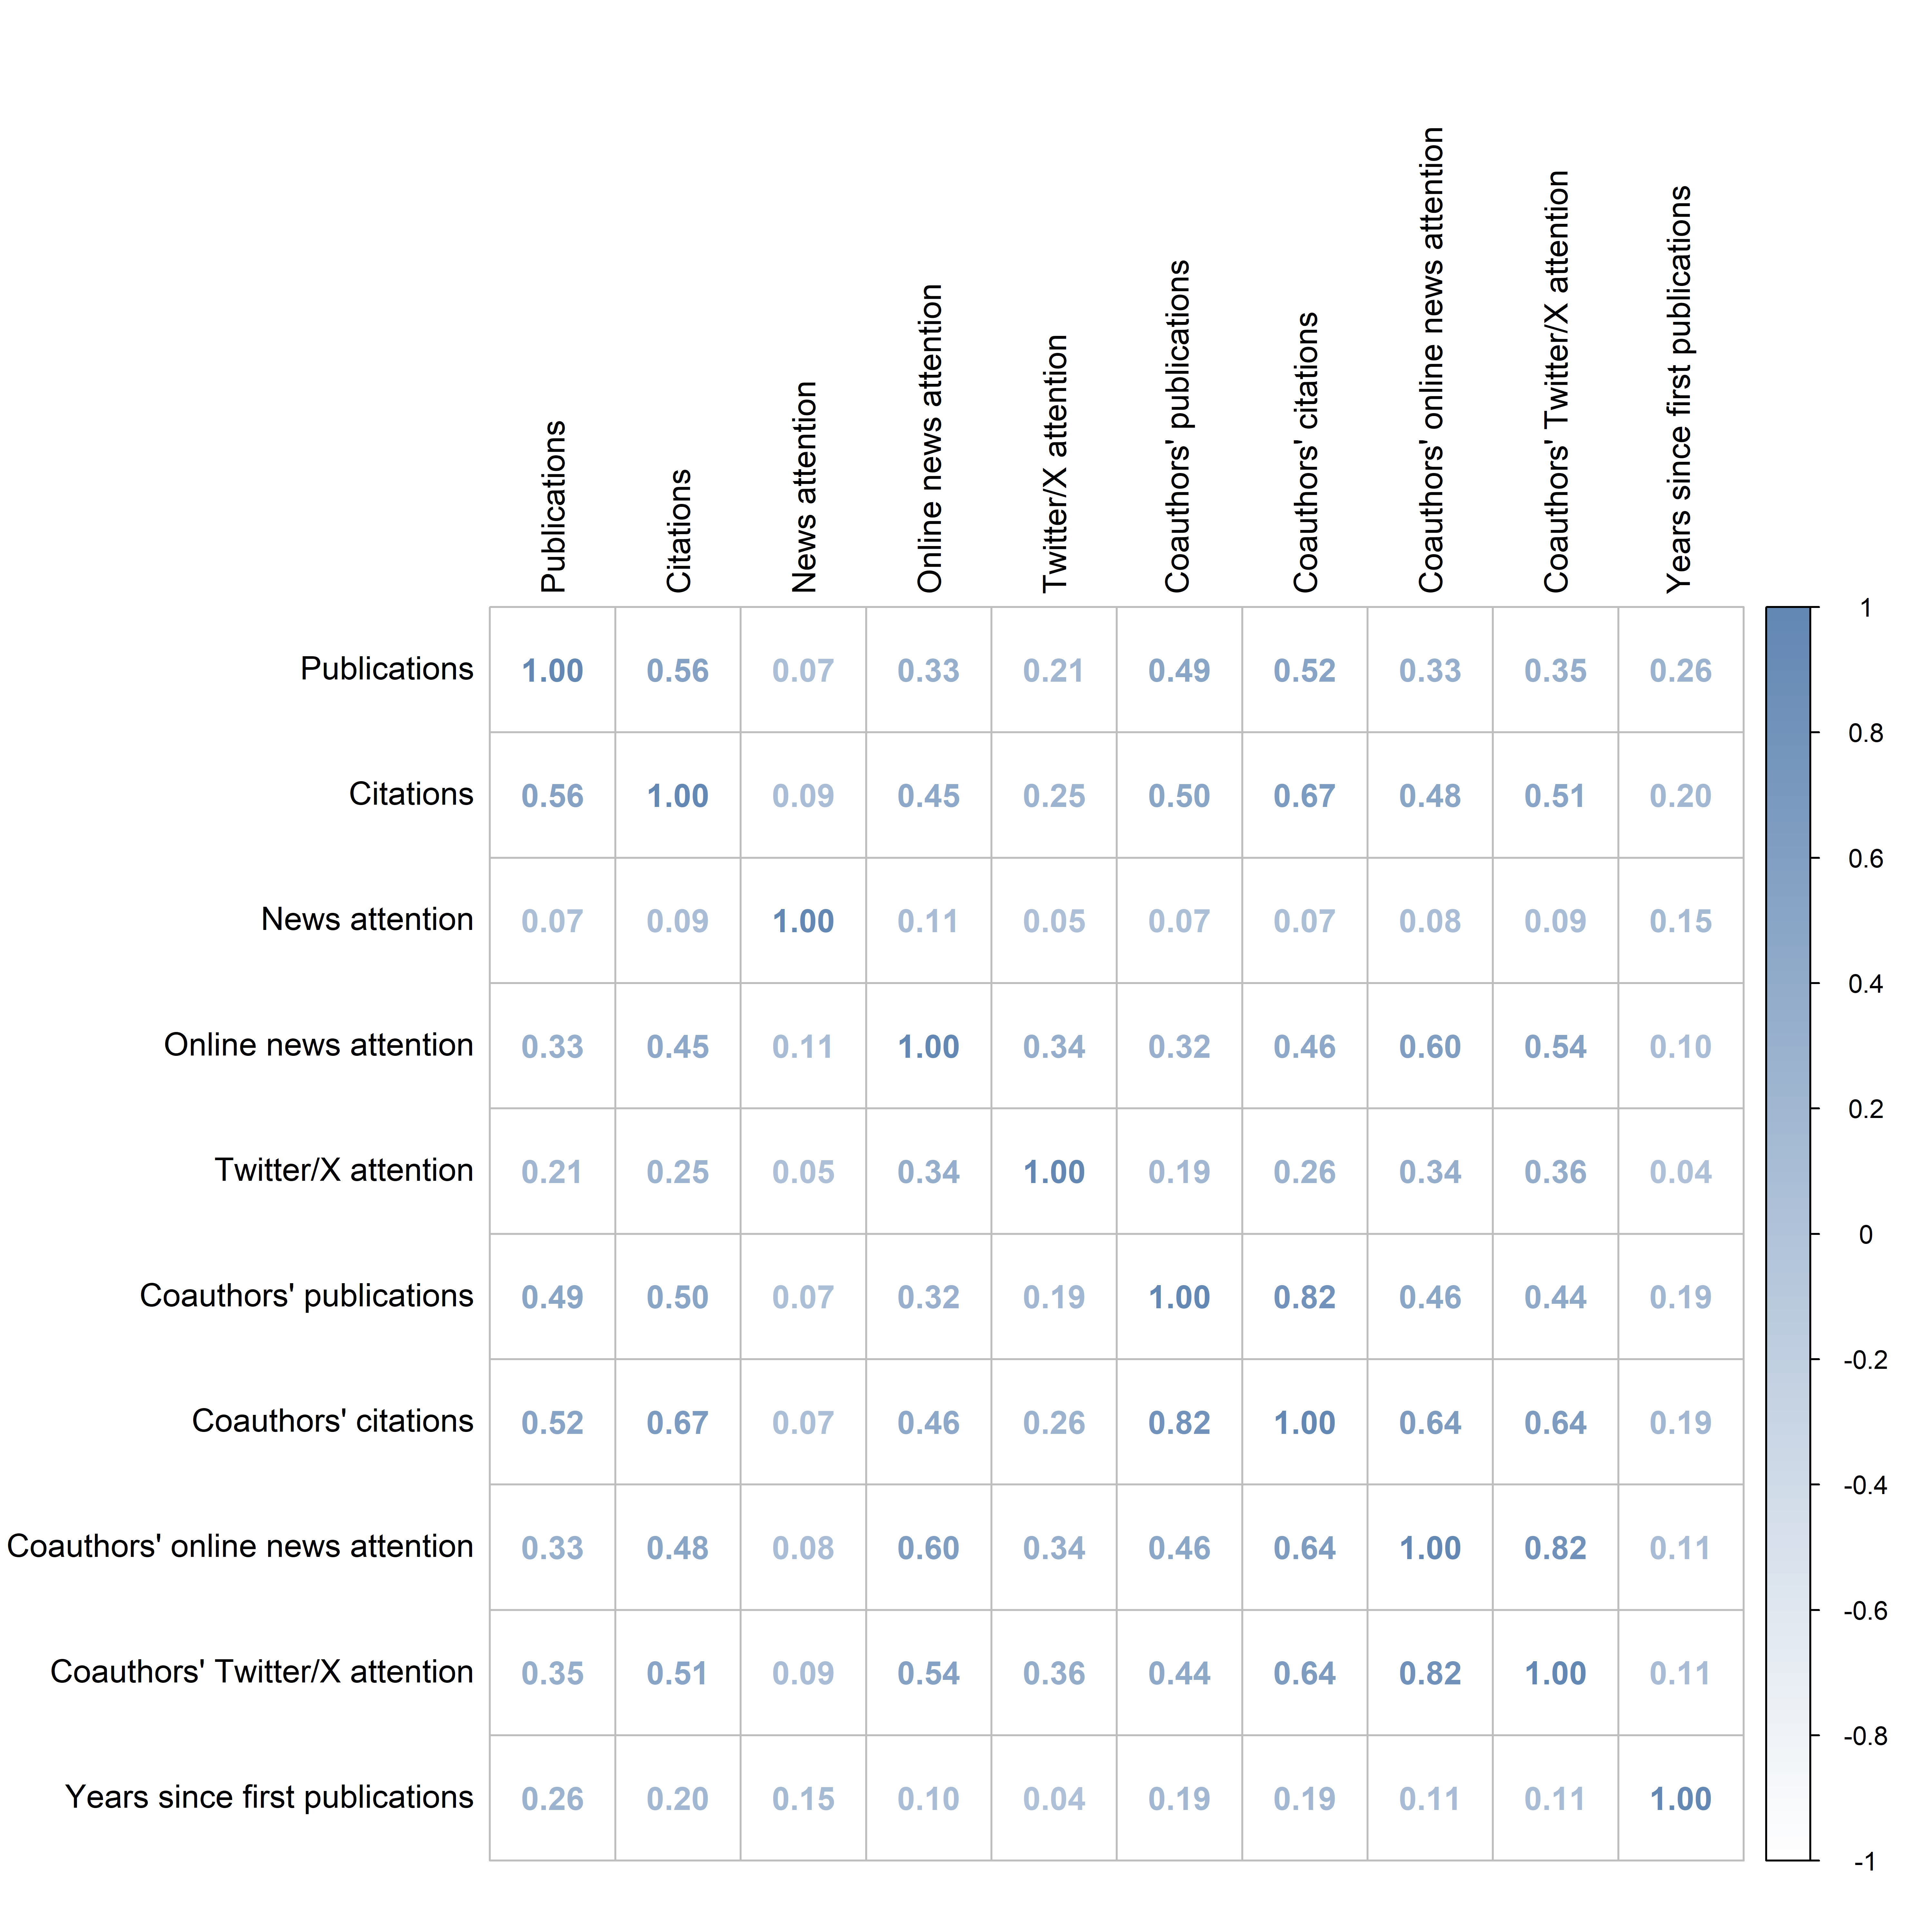 Publications
Citations
News attention
Online news attention
Twitter/X attention
Coauthors' publications
Coauthors' citations
Coauthors' online news attention
Coauthors' Twitter/X attention
Years since first publications
Publications 1.00 0.56 0.07 0.33 0.21 0.49 0.52 0.33 0.35 0.26
Citations 0.56 1.00 0.09 0.45 0.25 0.50 0.67 0.48 0.51 0.20
News attention 0.07 0.09 1.00 0.11 0.05 0.07 0.07 0.08 0.09 0.15
Online news attention 0.33 0.45 0.11 1.00 0.34 0.32 0.46 0.60 0.54 0.10
Twitter/X attention 0.21 0.25 0.05 0.34 1.00 0.19 0.26 0.34 0.36 0.04
Coauthors' publications 0.49 0.50 0.07 0.32 0.19 1.00 0.82 0.46 0.44 0.19
Coauthors' citations 0.52 0.67 0.07 0.46 0.26 0.82 1.00 0.64 0.64 0.19
Coauthors' online news attention 0.33 0.48 0.08 0.60 0.34 0.46 0.64 1.00 0.82 0.11
Coauthors' Twitter/X attention 0.35 0.51 0.09 0.54 0.36 0.44 0.64 0.82 1.00 0.11
Years since first publications 0.26 0.20 0.15 0.10 0.04 0.19 0.19 0.11 0.11 1.00
1
0.8
0.6
0.4
0.2
0
-0.2
-0.4
-0.6
-0.8
-1